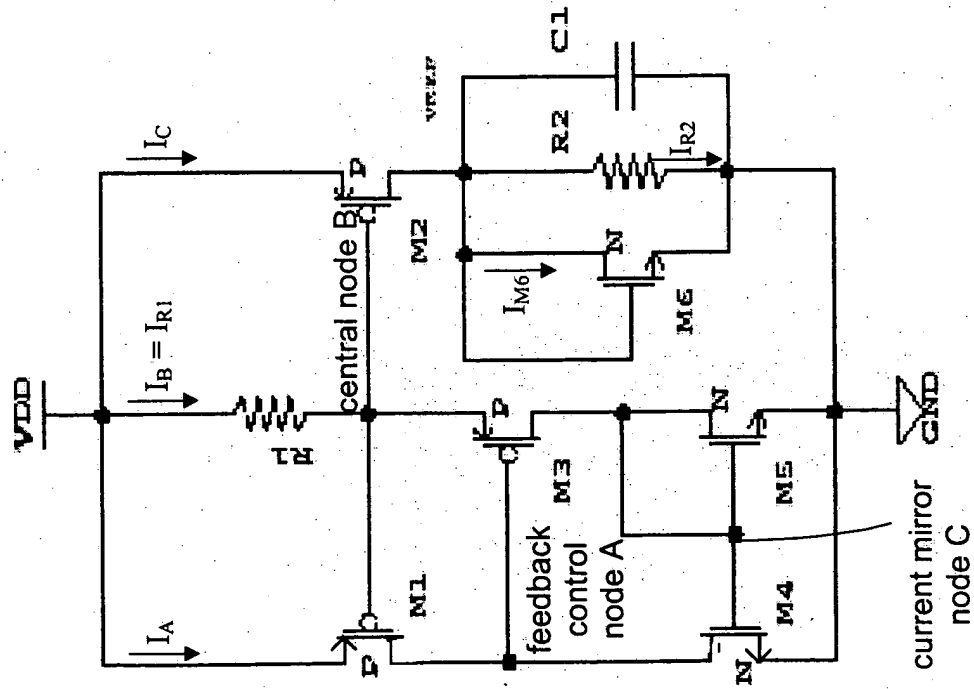 VDD
I_A
I_B = I_R1
I_C
R1
P
M1
central node B
P
M2
VREF
feedback
control
node A
P
M3
I_M6
N
M6
R2
I_R2
C1
N
M4
N
M5
current mirror
node C
GND